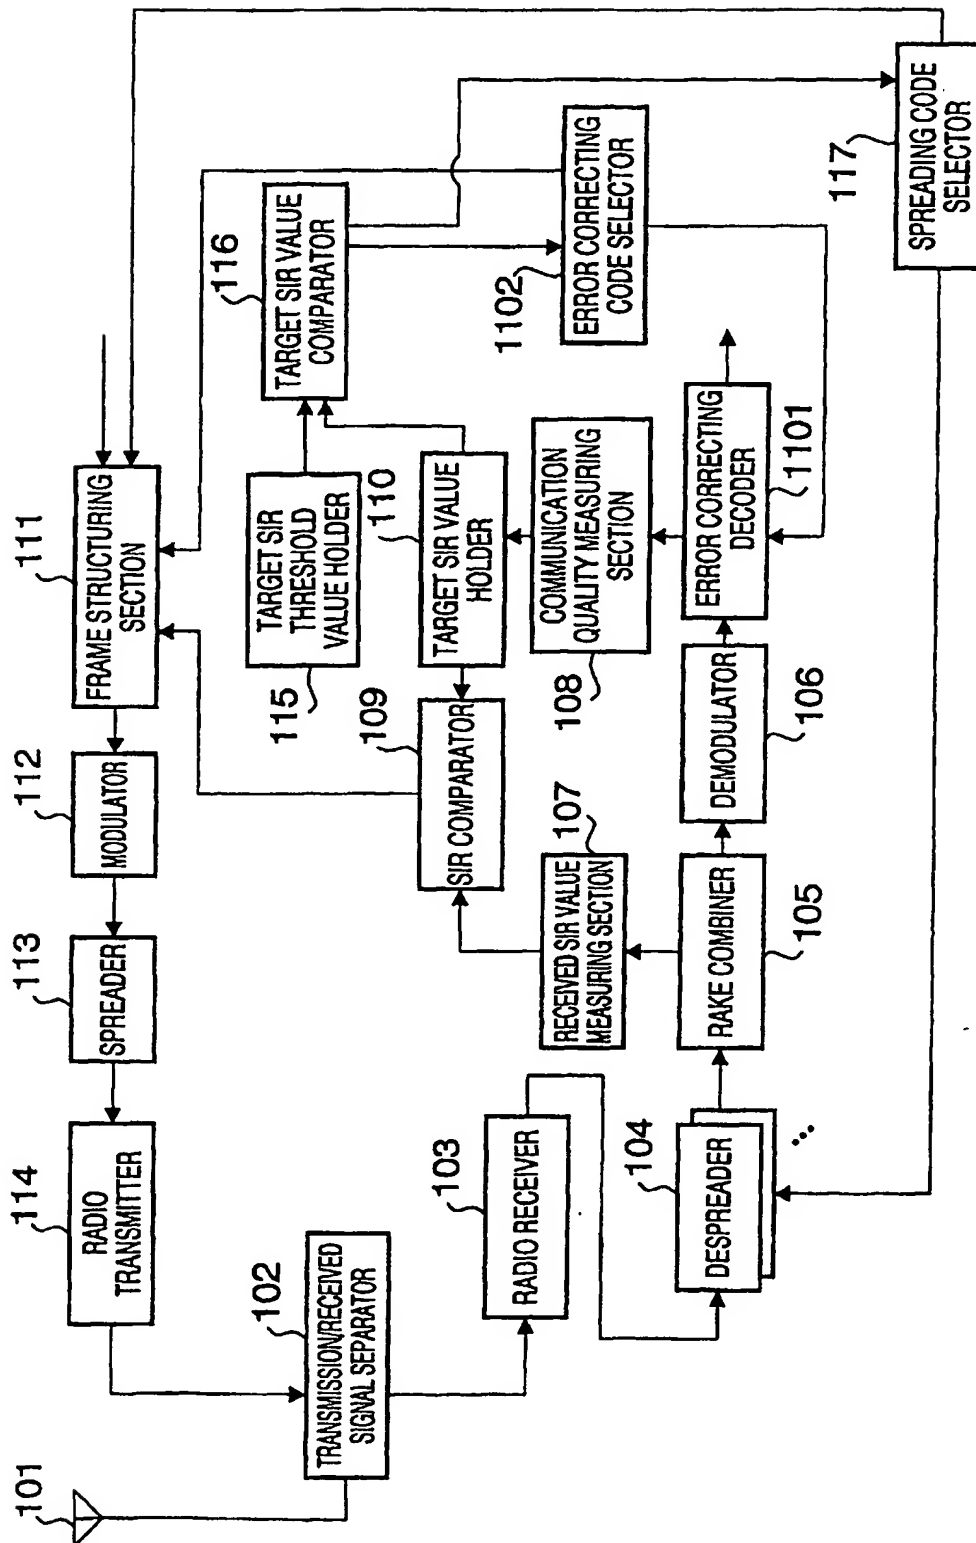 101
102
TRANSMISSION/RECEIVED
SIGNAL SEPARATOR
114
RADIO
TRANSMITTER
113
SPREADER
112
MODULATOR
111
FRAME STRUCTURING
SECTION
103
RADIO RECEIVER
104
DESPREADER
...
105
RAKE COMBINER
107
RECEIVED SIR VALUE
MEASURING SECTION
109
SIR COMPARATOR
106
DEMODULATOR
115
TARGET SIR
THRESHOLD
VALUE HOLDER
110
TARGET SIR VALUE
HOLDER
108
COMMUNICATION
QUALITY MEASURING
SECTION
1101
ERROR CORRECTING
DECODER
116
TARGET SIR VALUE
COMPARATOR
1102
ERROR CORRECTING
CODE SELECTOR
117
SPREADING CODE
SELECTOR